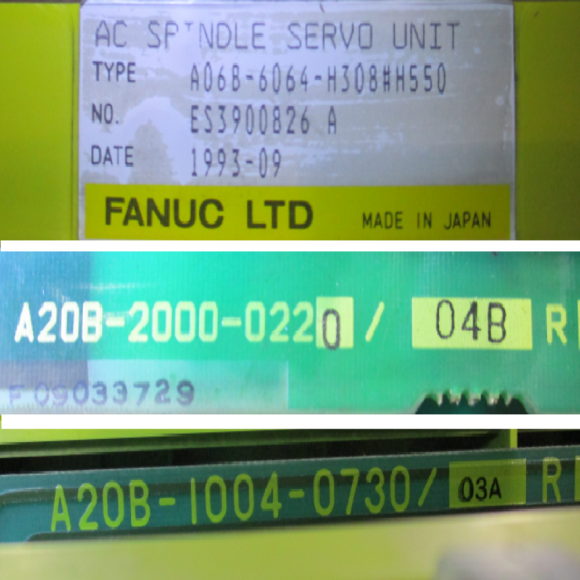 AC SPINDLE SERVO UNIT
TYPE A06B-6064-H308#H550
NO. ES3900826 A
DATE 1993-09
FANUC LTD MADE IN JAPAN
A20B-2000-0220/ 04B R
F09033729
A20B-1004-0730/ 03A R